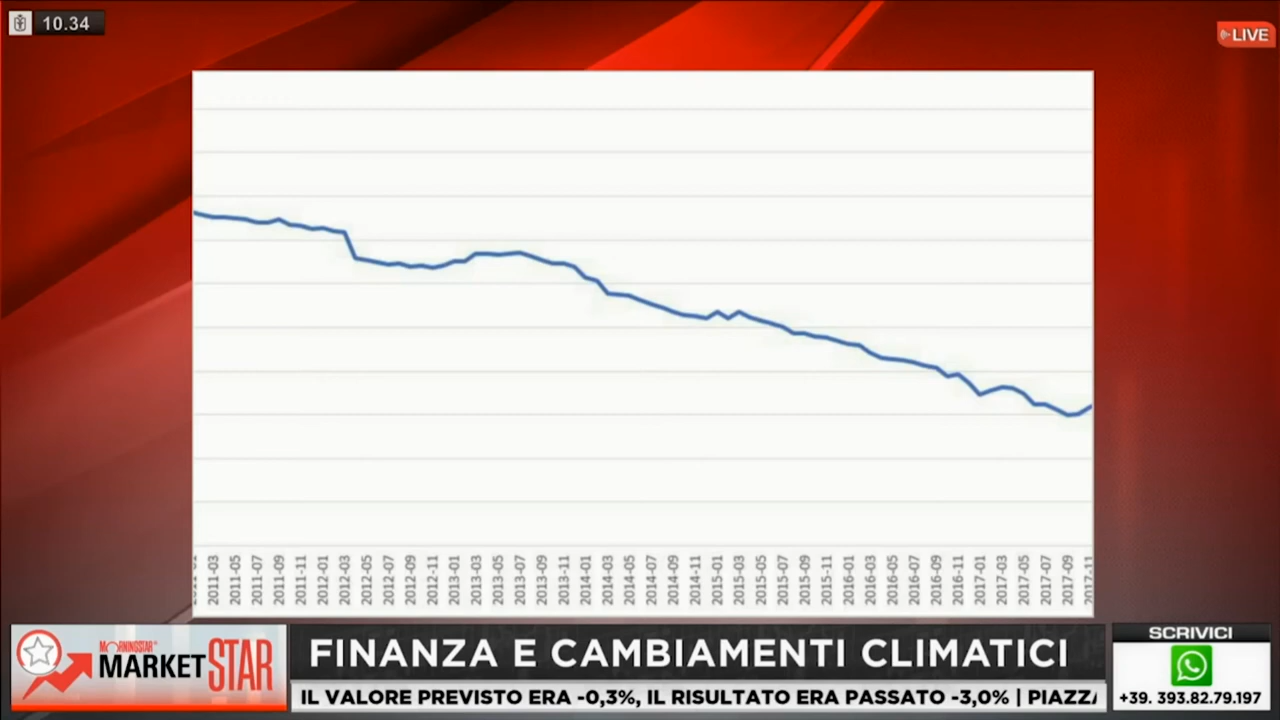 10.34
LIVE
2011-03 2011-05 2011-07 2011-09 2011-11 2012-01 2012-03 2012-05 2012-07 2012-09 2012-11 2013-01 2013-03 2013-05 2013-07 2013-09 2013-11 2014-01 2014-03 2014-05 2014-07 2014-09 2014-11 2015-01 2015-03 2015-05 2015-07 2015-09 2015-11 2016-01 2016-03 2016-05 2016-07 2016-09 2016-11 2017-01 2017-03 2017-05 2017-07 2017-09 2017-11
MORNINGSTAR®
MARKET STAR
FINANZA E CAMBIAMENTI CLIMATICI
IL VALORE PREVISTO ERA -0,3%, IL RISULTATO ERA PASSATO -3,0% | PIAZZA
SCRIVICI
+39. 393.82.79.197